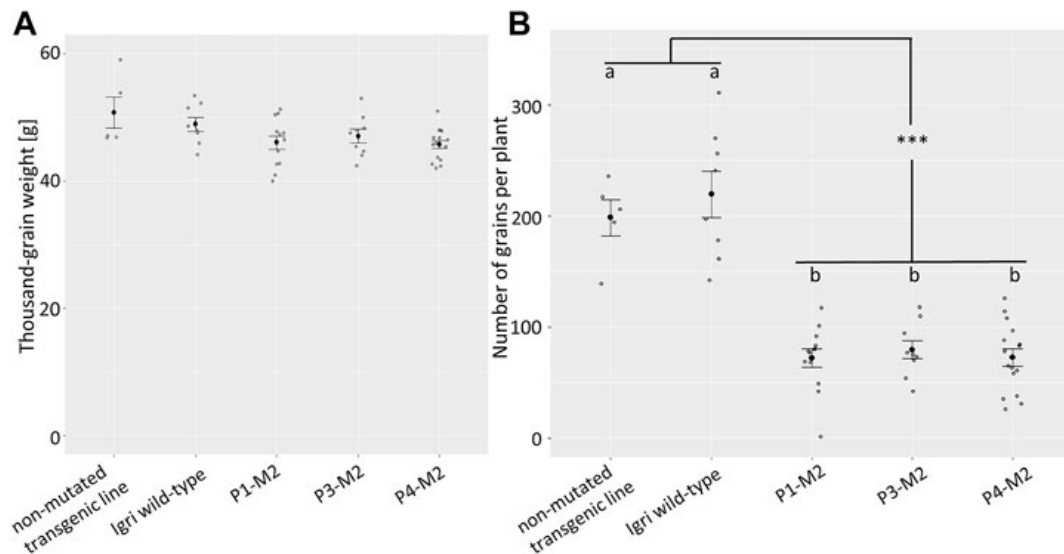 A
Thousand-grain weight [g]
60
40
20
0
non-mutated
transgenic line
Igri wild-type
P1-M2
P3-M2
P4-M2
B
Number of grains per plant
300
200
100
0
a
a
***
b
b
b
non-mutated
transgenic line
Igri wild-type
P1-M2
P3-M2
P4-M2